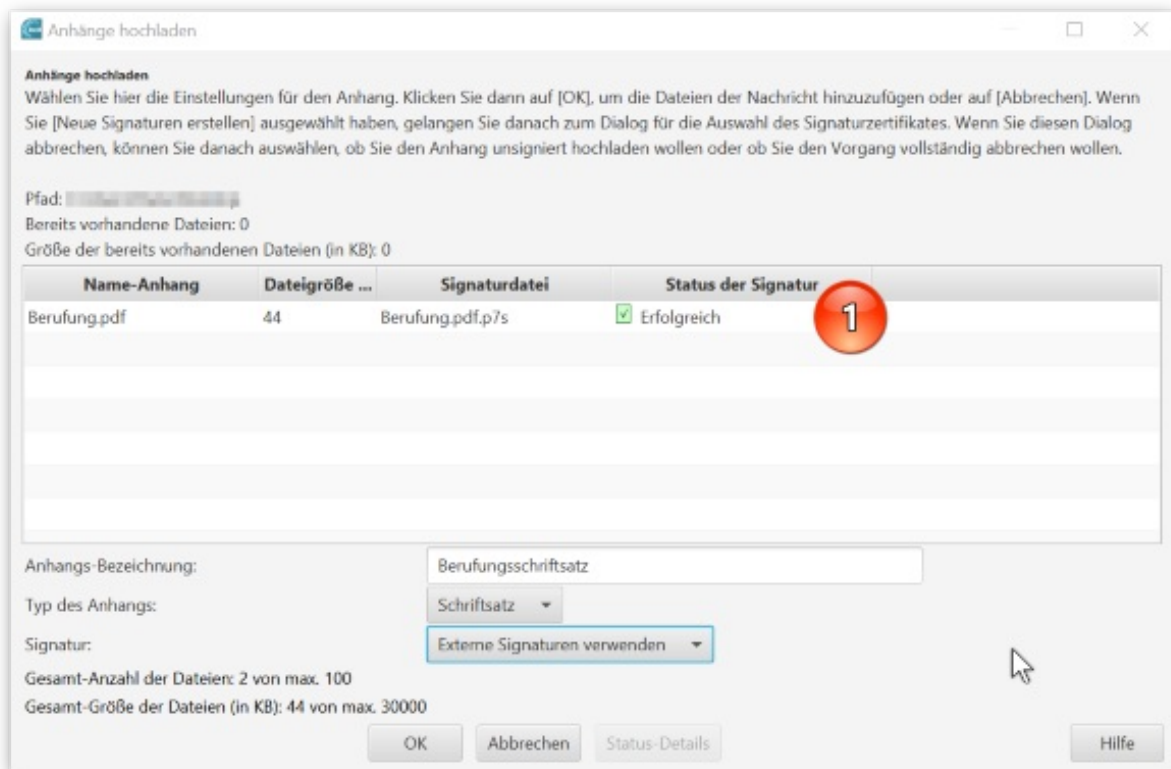 Anhänge hochladen
Anhänge hochladen
Wählen Sie hier die Einstellungen für den Anhang. Klicken Sie dann auf [OK], um die Dateien der Nachricht hinzuzufügen oder auf [Abbrechen]. Wenn
Sie [Neue Signaturen erstellen] ausgewählt haben, gelangen Sie danach zum Dialog für die Auswahl des Signaturzertifikates. Wenn Sie diesen Dialog
abbrechen, können Sie danach auswählen, ob Sie den Anhang unsigniert hochladen wollen oder ob Sie den Vorgang vollständig abbrechen wollen.
Pfad:
Bereits vorhandene Dateien: 0
Größe der bereits vorhandenen Dateien (in KB): 0
Name-Anhang Dateigröße ... Signaturdatei Status der Signatur
Berufung.pdf 44 Berufung.pdf.p7s Erfolgreich 1
Anhangs-Bezeichnung: Berufungsschriftsatz
Typ des Anhangs: Schriftsatz
Signatur: Externe Signaturen verwenden
Gesamt-Anzahl der Dateien: 2 von max. 100
Gesamt-Größe der Dateien (in KB): 44 von max. 30000
OK Abbrechen Status-Details Hilfe